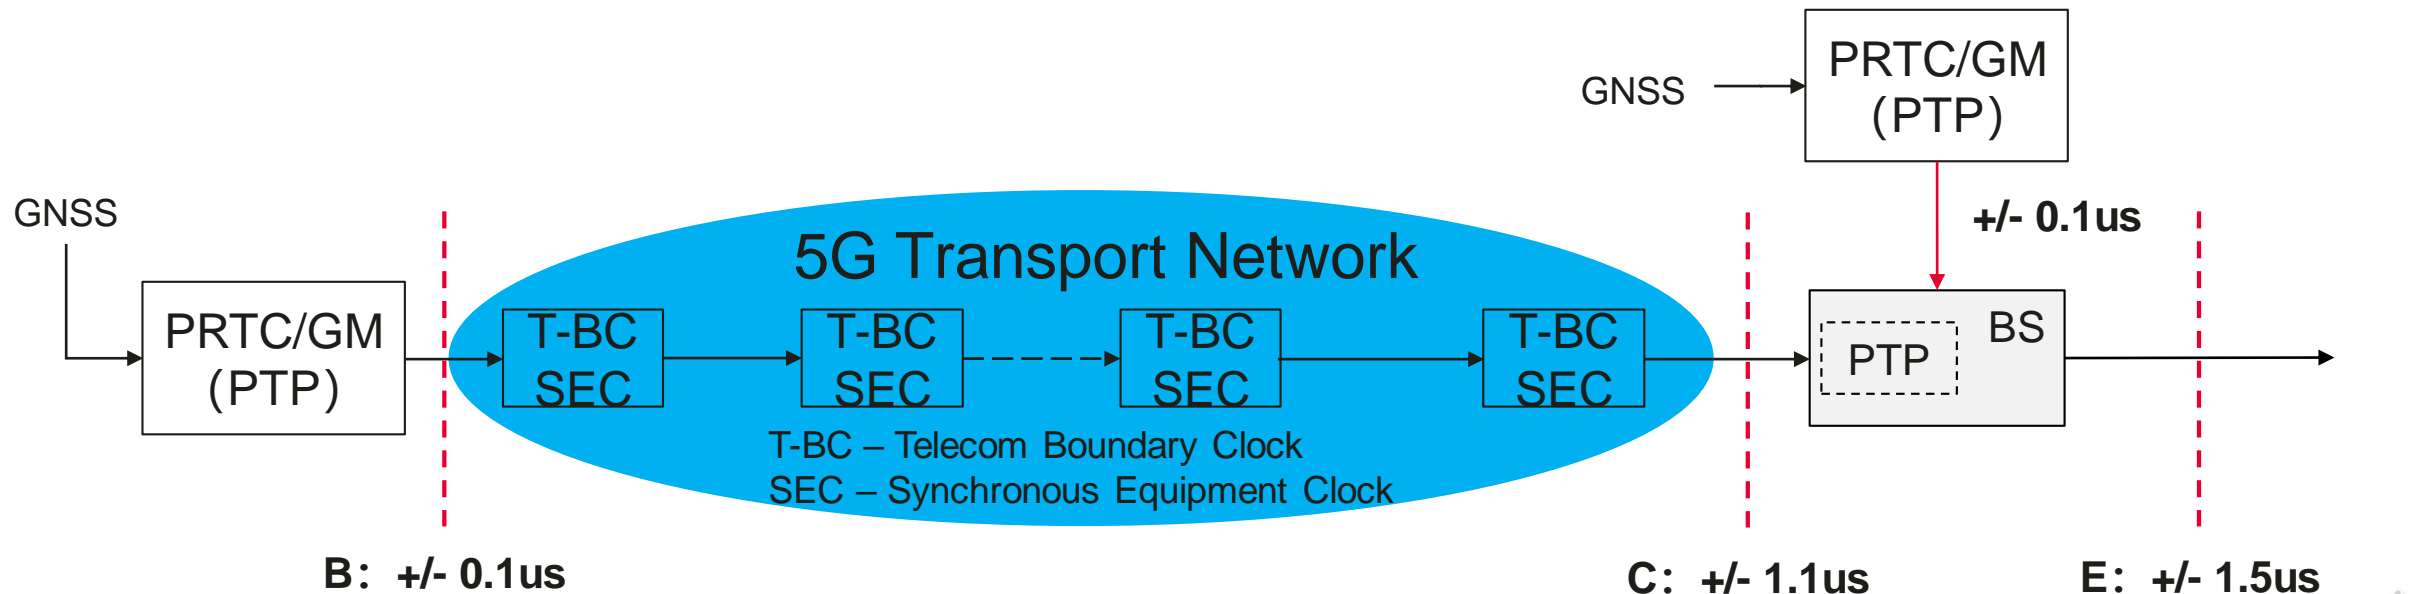 PRTC/GM
(PTP)
GNSS
+/- 0.1us
GNSS
5G Transport Network
PRTC/GM
(PTP)
T-BC
SEC
T-BC
SEC
T-BC
SEC
T-BC
SEC
BS
PTP
T-BC – Telecom Boundary Clock
SEC – Synchronous Equipment Clock
B: +/- 0.1us
C: +/- 1.1us
E: +/- 1.5us